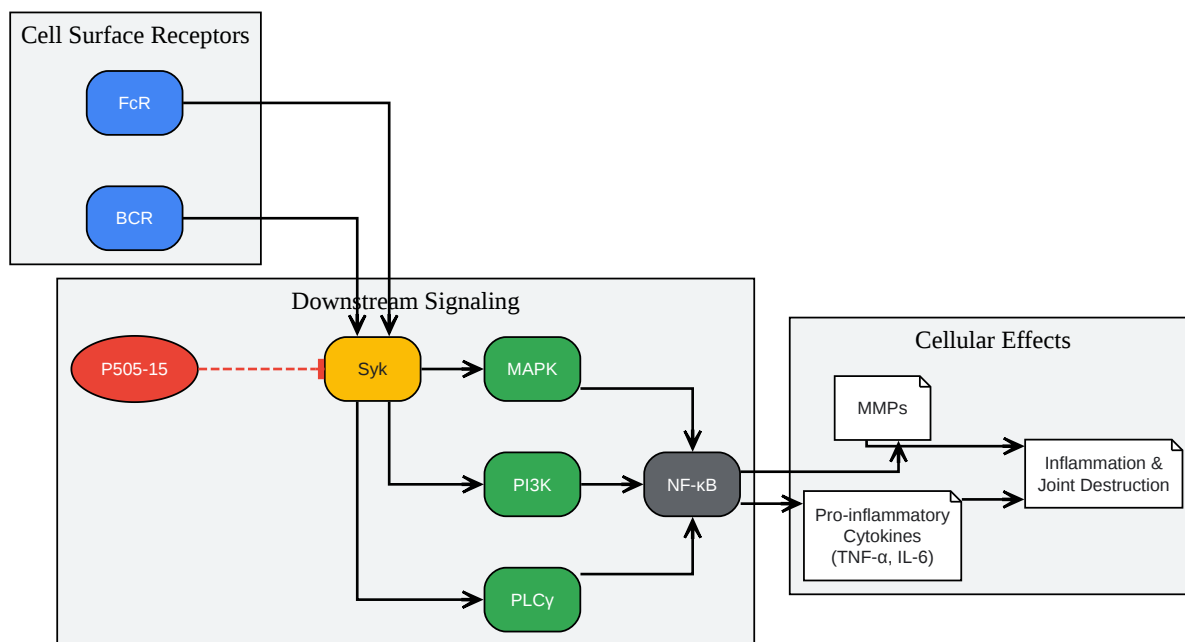 Cell Surface Receptors
FcR
BCR
Downstream Signaling
P505-15
Syk
MAPK
PI3K
PLCγ
NF-κB
Cellular Effects
MMPs
Pro-inflammatory
Cytokines
(TNF-α, IL-6)
Inflammation &
Joint Destruction